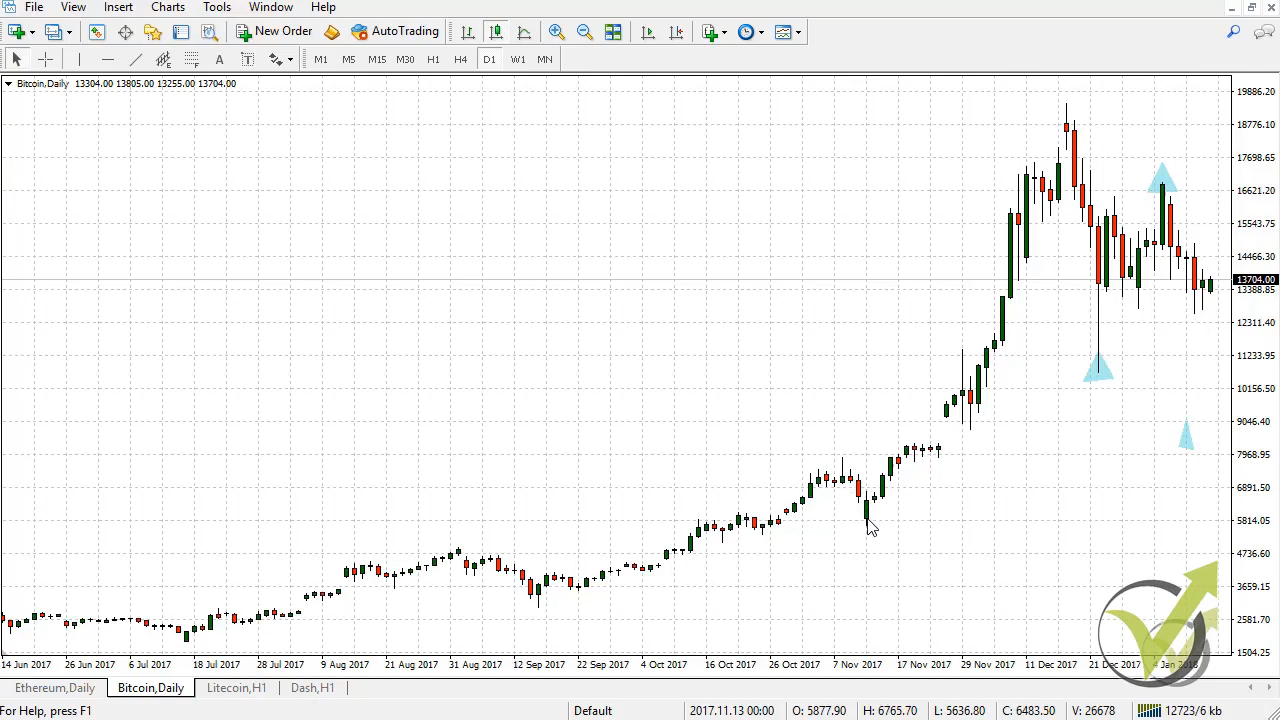 File View Insert Charts Tools Window Help
New Order AutoTrading
A T M1 M5 M15 M30 H1 H4 D1 W1 MN
Bitcoin,Daily 13304.00 13805.00 13255.00 13704.00
19886.20
18776.10
17698.65
16621.20
15543.75
14466.30
13704.00
13388.85
12311.40
11233.95
10156.50
9046.40
7968.95
6891.50
5814.05
4736.60
3659.15
2581.70
1504.25
14 Jun 2017 26 Jun 2017 6 Jul 2017 18 Jul 2017 28 Jul 2017 9 Aug 2017 21 Aug 2017 31 Aug 2017 12 Sep 2017 22 Sep 2017 4 Oct 2017 16 Oct 2017 26 Oct 2017 7 Nov 2017 17 Nov 2017 29 Nov 2017 11 Dec 2017 21 Dec 2017 4 Jan 2018
Ethereum,Daily Bitcoin,Daily Litecoin,H1 Dash,H1
For Help, press F1 Default 2017.11.13 00:00 O: 5877.90 H: 6765.70 L: 5636.80 C: 6483.50 V: 26678 12723/6 kb